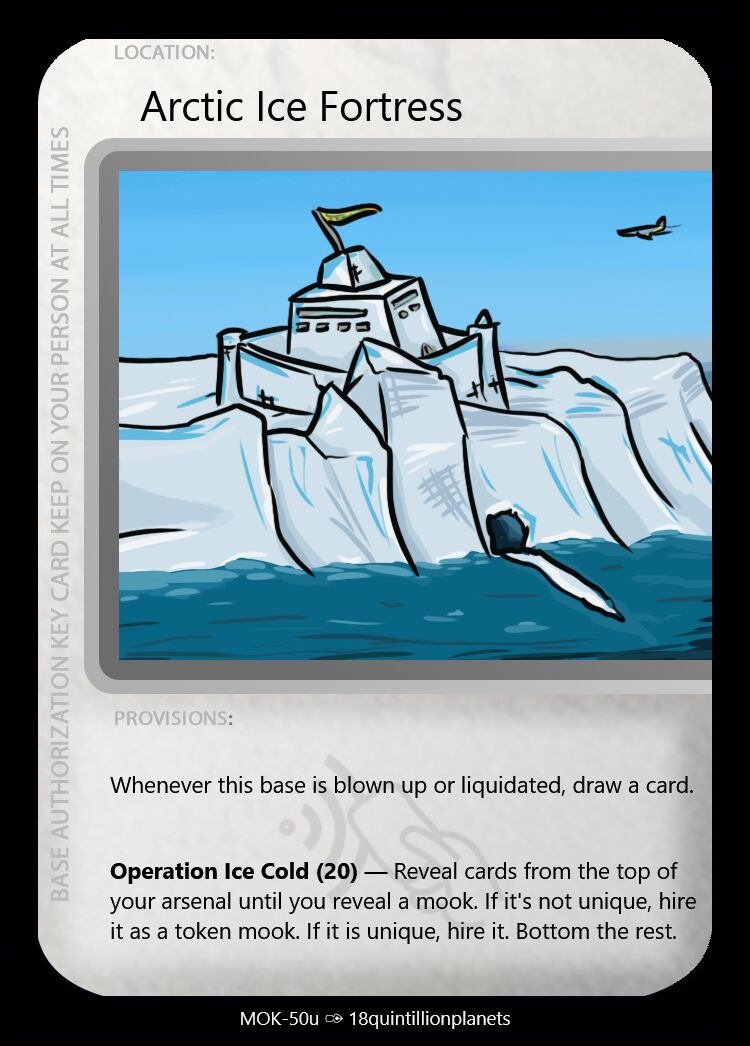 LOCATION:
Arctic Ice Fortress
BASE AUTHORIZATION KEY CARD KEEP ON YOUR PERSON AT ALL TIMES
PROVISIONS:
Whenever this base is blown up or liquidated, draw a card.
Operation Ice Cold (20) — Reveal cards from the top of
your arsenal until you reveal a mook. If it's not unique, hire
it as a token mook. If it is unique, hire it. Bottom the rest.
MOK-50u ✑ 18quintillionplanets